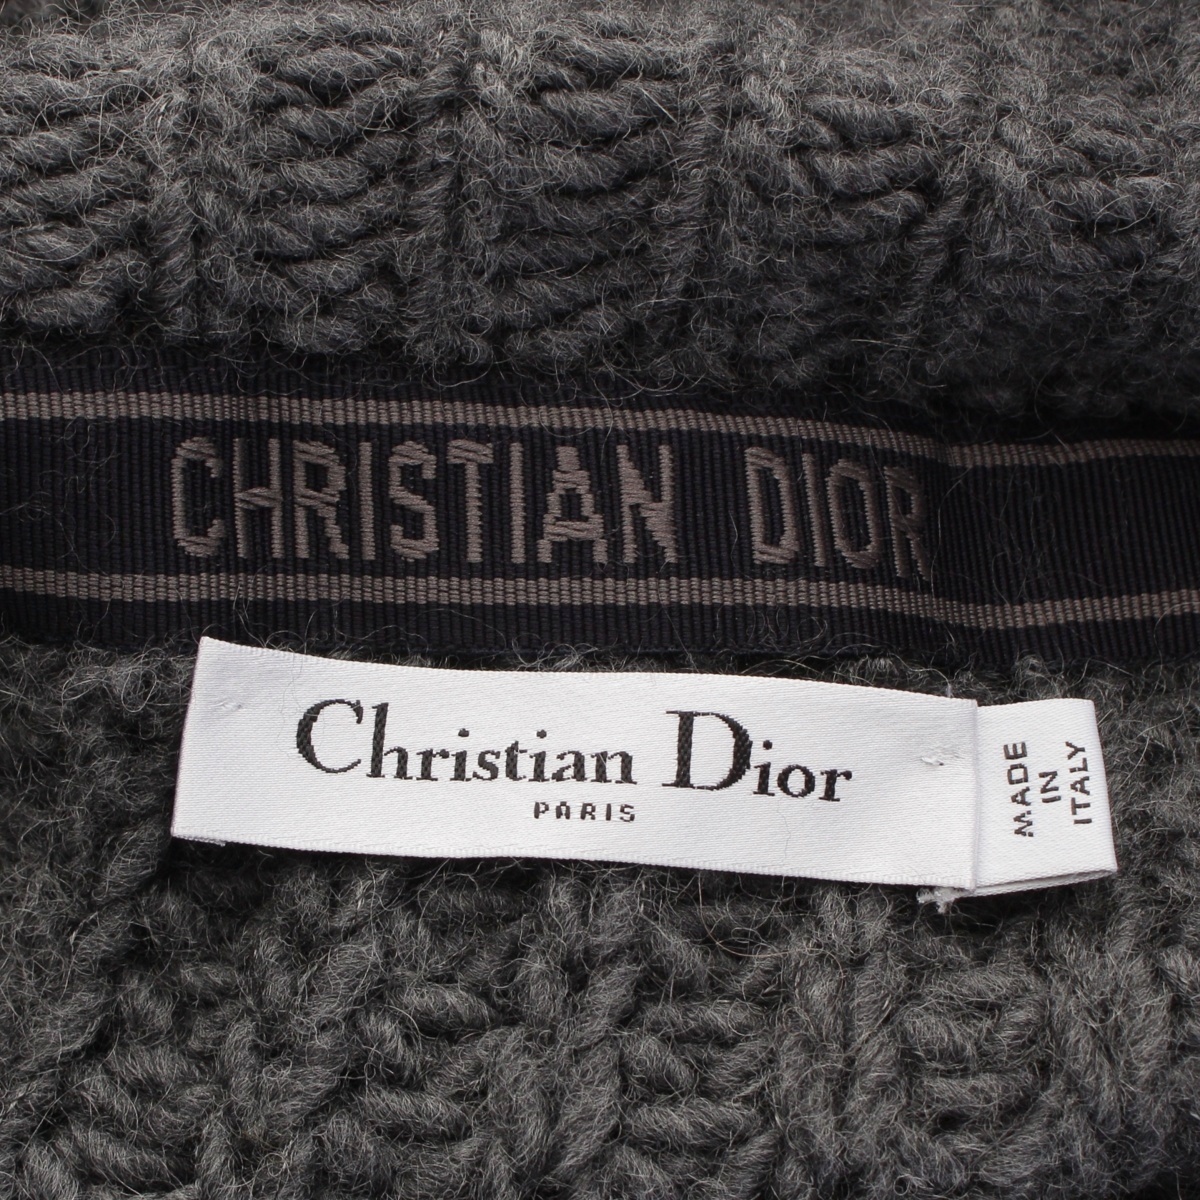 CHRISTIAN DIOR
Christian Dior
PARIS
MADE
IN
ITALY